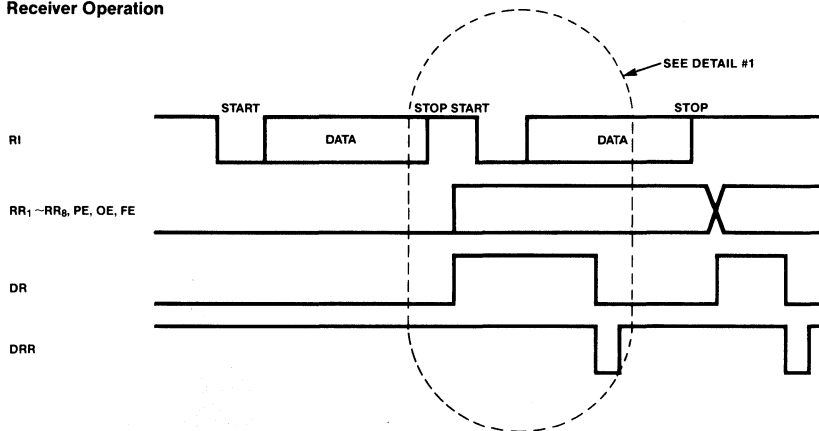 Receiver Operation
SEE DETAIL #1
START
STOP START
STOP
RI
DATA
DATA
RR₁ ~RR₈, PE, OE, FE
DR
DRR